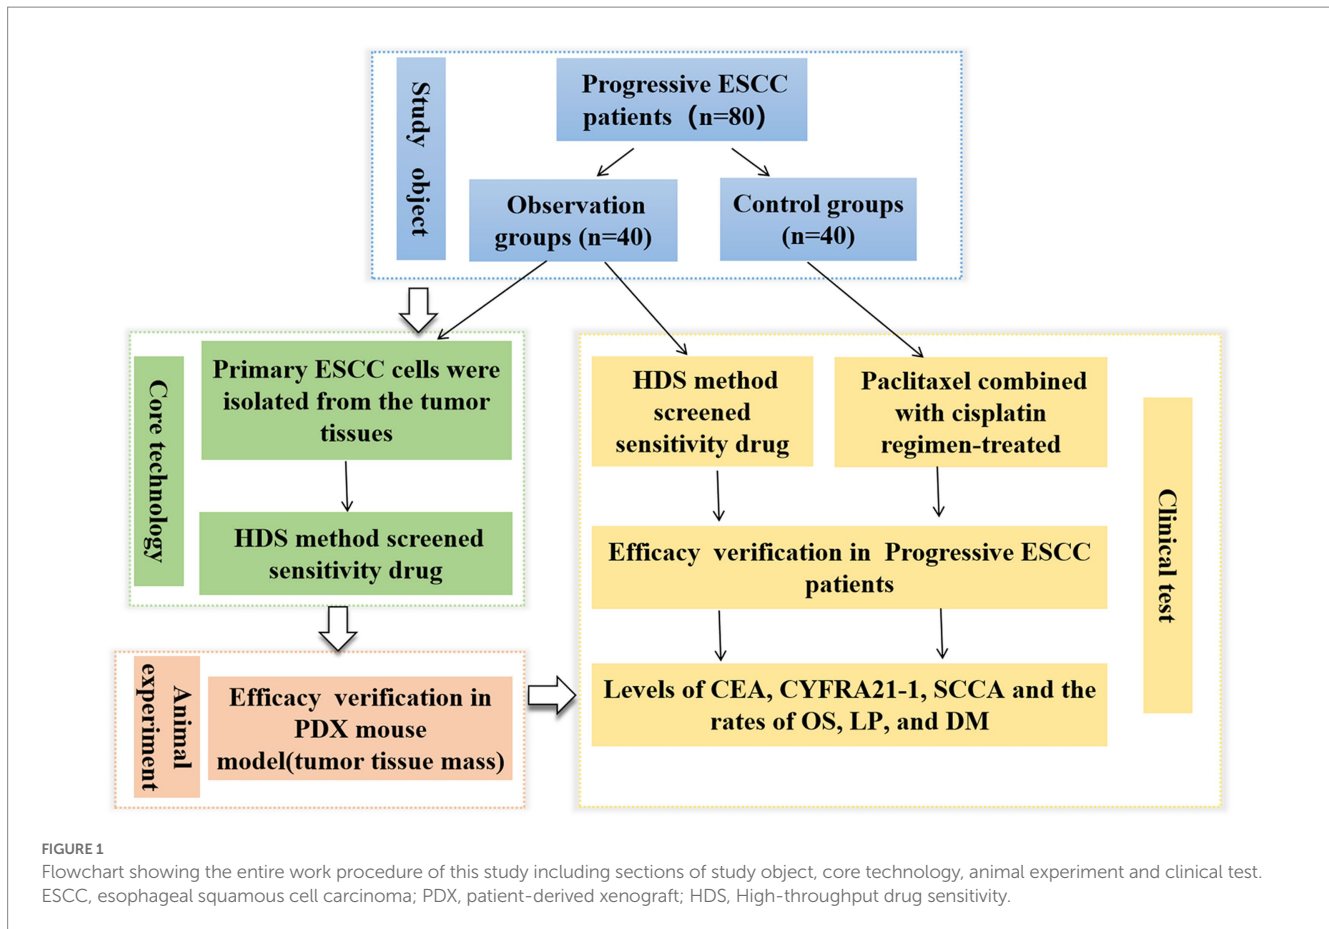 Study object
Progressive ESCC
patients（n=80）
Observation
groups (n=40)
Control groups
(n=40)
Core technology
Primary ESCC cells were
isolated from the tumor
tissues
HDS method screened
sensitivity drug
Animal
experiment
Efficacy verification in
PDX mouse
model(tumor tissue mass)
HDS method
screened
sensitivity drug
Paclitaxel combined
with cisplatin
regimen-treated
Efficacy verification in Progressive ESCC
patients
Levels of CEA, CYFRA21-1, SCCA and the
rates of OS, LP, and DM
Clinical test
FIGURE 1
Flowchart showing the entire work procedure of this study including sections of study object, core technology, animal experiment and clinical test.
ESCC, esophageal squamous cell carcinoma; PDX, patient-derived xenograft; HDS, High-throughput drug sensitivity.